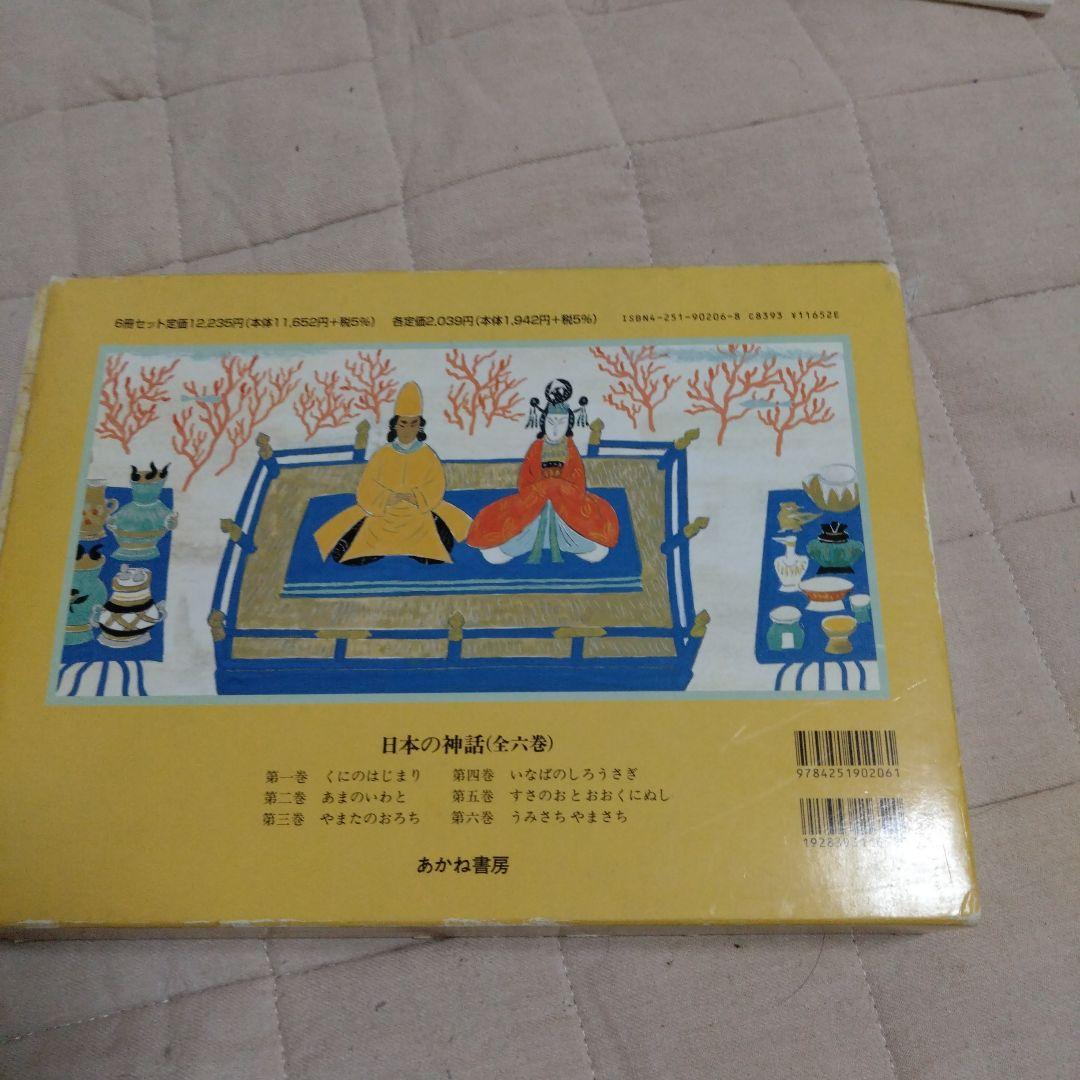 6冊セット定価12,235円(本体11,652円+税5%) 各定価2,039円(本体1,942円+税5%) ISBN4-251-90206-8 C8393 ¥11652E
日本の神話(全六巻)
第一巻 くにのはじまり 第四巻 いなばのしろうさぎ
第二巻 あまのいわと 第五巻 すさのおとおおくにぬし
第三巻 やまたのおろち 第六巻 うみさち やまさち
あかね書房
9784251902061